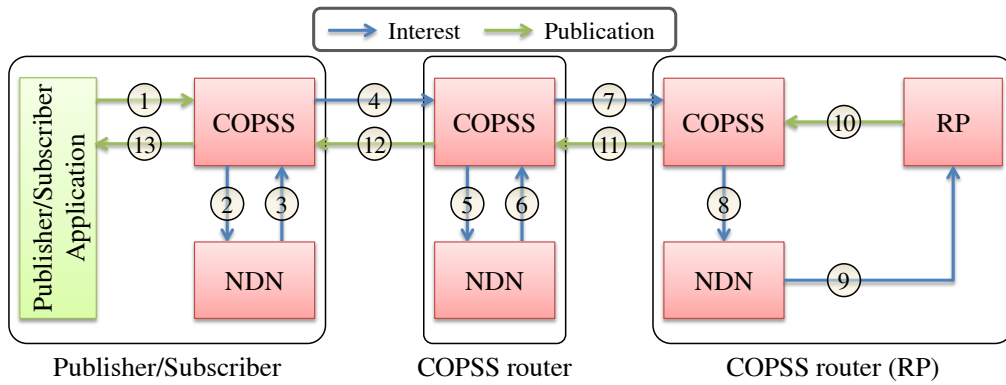 Interest
Publication
Publisher/Subscriber
Application
1
13
COPSS
2
3
NDN
4
12
COPSS
5
6
NDN
7
11
COPSS
8
NDN
10
RP
9
Publisher/Subscriber
COPSS router
COPSS router (RP)